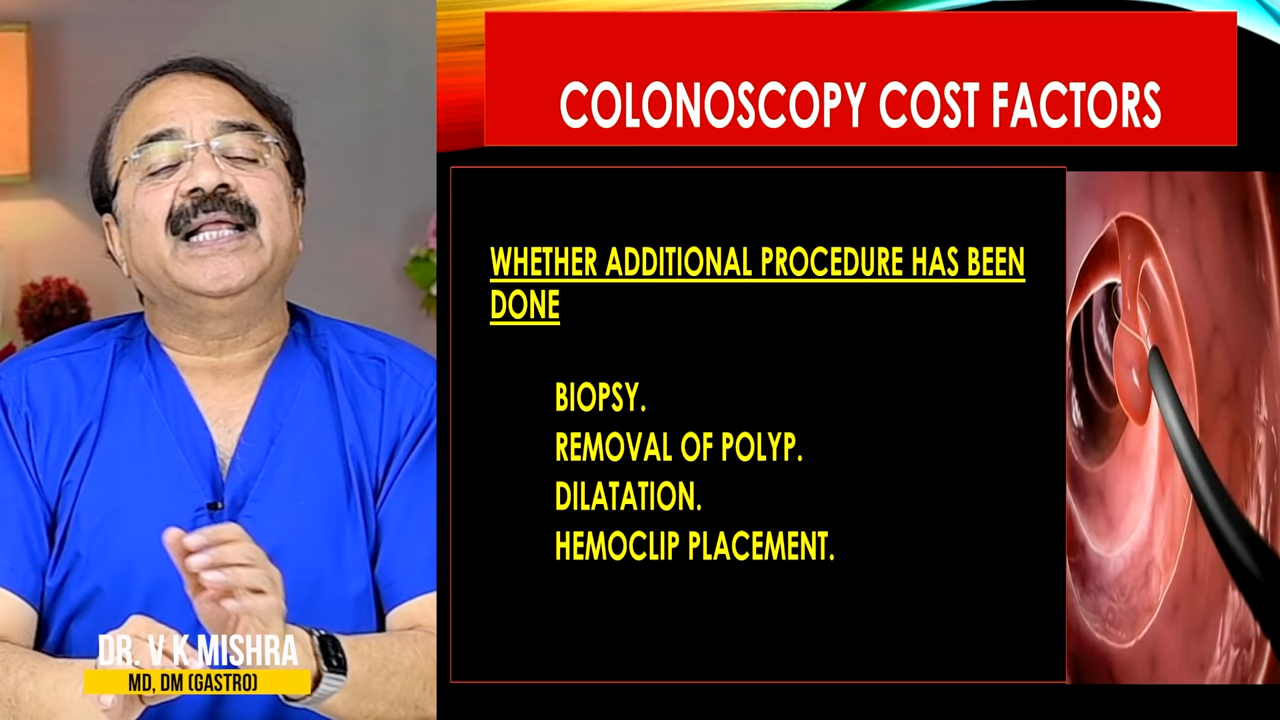 COLONOSCOPY COST FACTORS
WHETHER ADDITIONAL PROCEDURE HAS BEEN
DONE
BIOPSY.
REMOVAL OF POLYP.
DILATATION.
HEMOCLIP PLACEMENT.
DR. V K MISHRA
MD, DM (GASTRO)